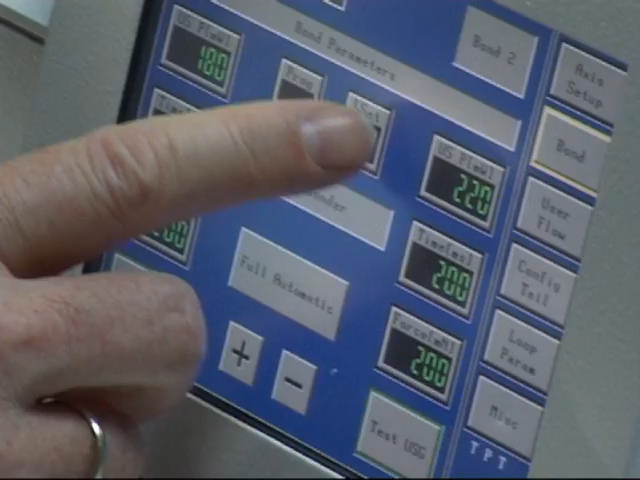 US P[mW]
180
Bond Parameters
Bond 2
Axis
Setup
Prog
US P[mW]
220
Bond
User
Flow
Time[ms]
200
Config
Tail
Full Automatic
Force[mN]
200
Loop
Param
+
-
Misc
Test USG
TPT